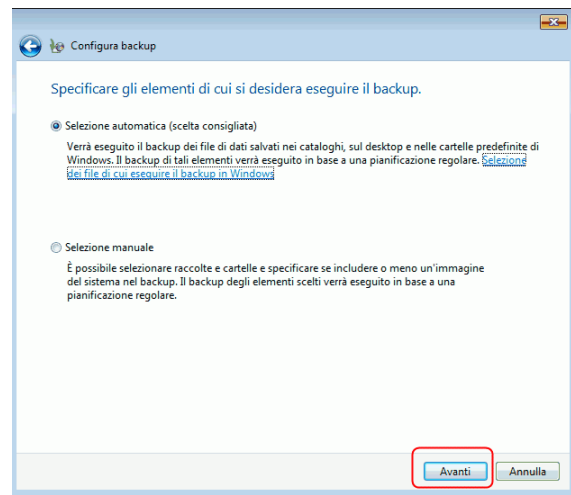 Configura backup
Specificare gli elementi di cui si desidera eseguire il backup.
Selezione automatica (scelta consigliata)
Verrà eseguito il backup dei file di dati salvati nei cataloghi, sul desktop e nelle cartelle predefinite di
Windows. Il backup di tali elementi verrà eseguito in base a una pianificazione regolare. Selezione
dei file di cui eseguire il backup in Windows
Selezione manuale
È possibile selezionare raccolte e cartelle e specificare se includere o meno un'immagine
del sistema nel backup. Il backup degli elementi scelti verrà eseguito in base a una
pianificazione regolare.
Avanti Annulla